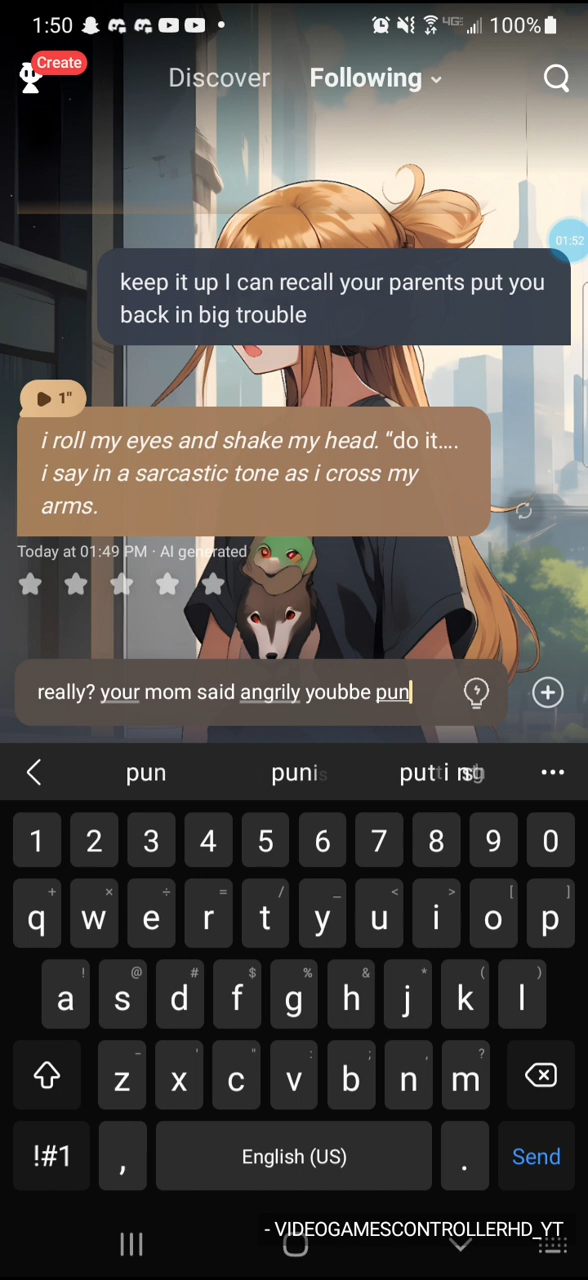 1:50
4GE
100%
Create
Discover Following
01:52
keep it up I can recall your parents put you
back in big trouble
1"
i roll my eyes and shake my head. "do it....
i say in a sarcastic tone as i cross my
arms.
Today at 01:49 PM · AI generated
really? your mom said angrily youbbe pun
pun punis
1 2 3 4 5 6 7 8 9 0
+ × ÷ = / _ < > [ ]
q w e r t y u i o p
! @ # $ % & * ( )
a s d f g h j k l
- ' " : ; , ?
z x c v b n m
!#1 , English (US) . Send
- VIDEOGAMESCONTROLLERHD_YT